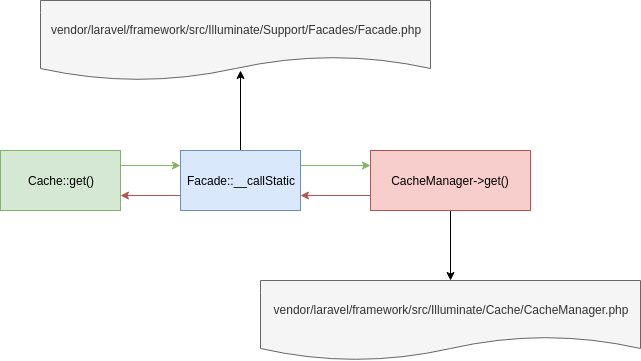 vendor/laravel/framework/src/Illuminate/Support/Facades/Facade.php
Cache::get()
Facade::__callStatic
CacheManager->get()
vendor/laravel/framework/src/Illuminate/Cache/CacheManager.php